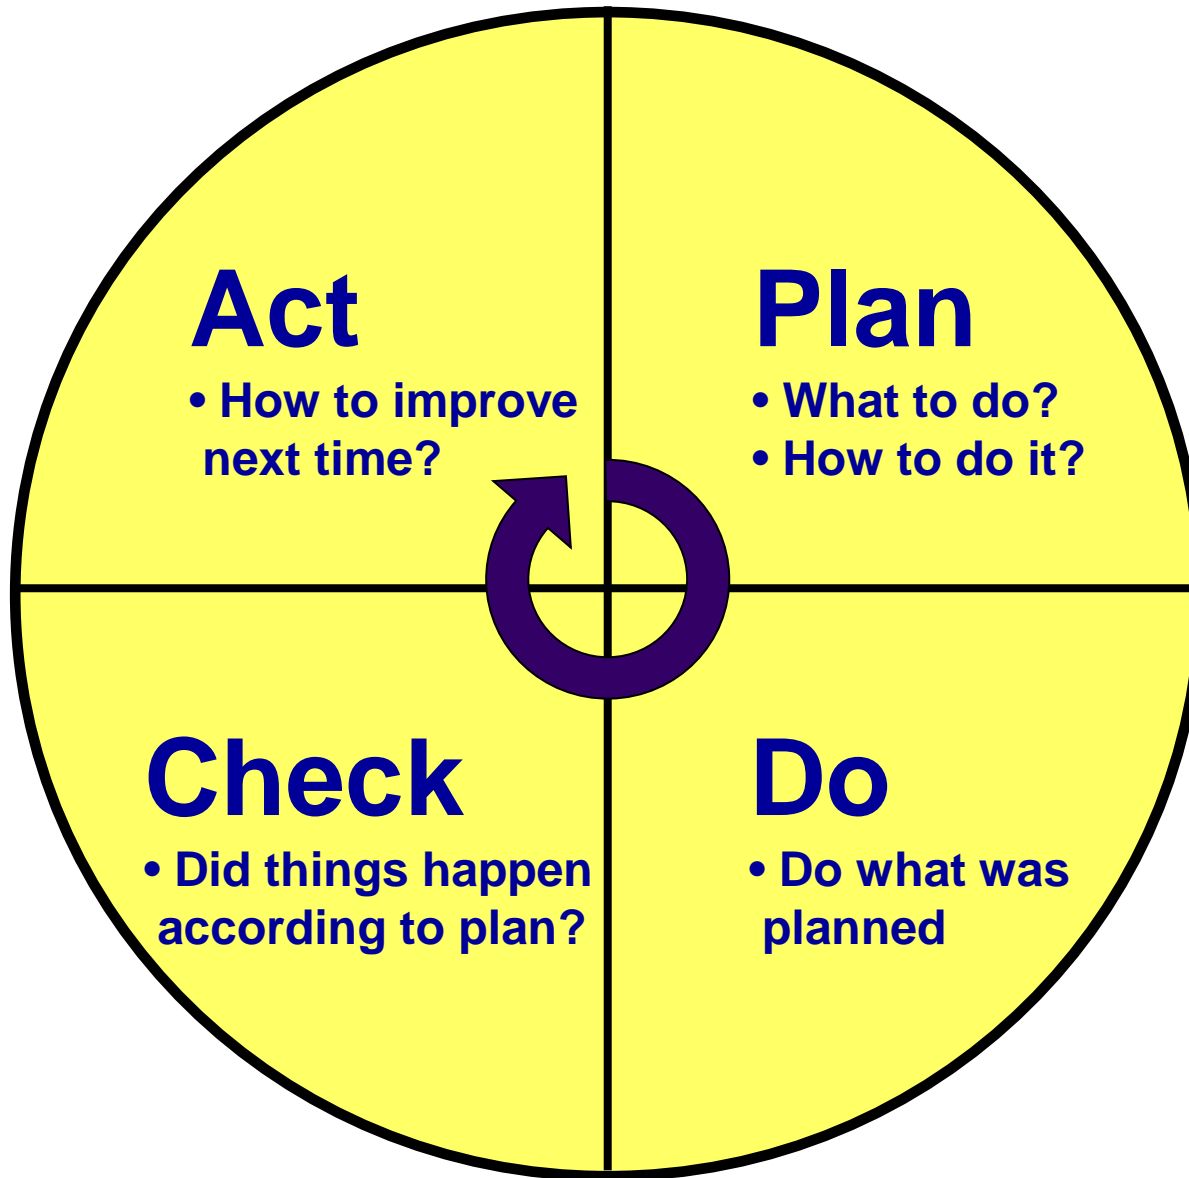 Act
• How to improve
next time?
Plan
• What to do?
• How to do it?
Check
• Did things happen
according to plan?
Do
• Do what was
planned